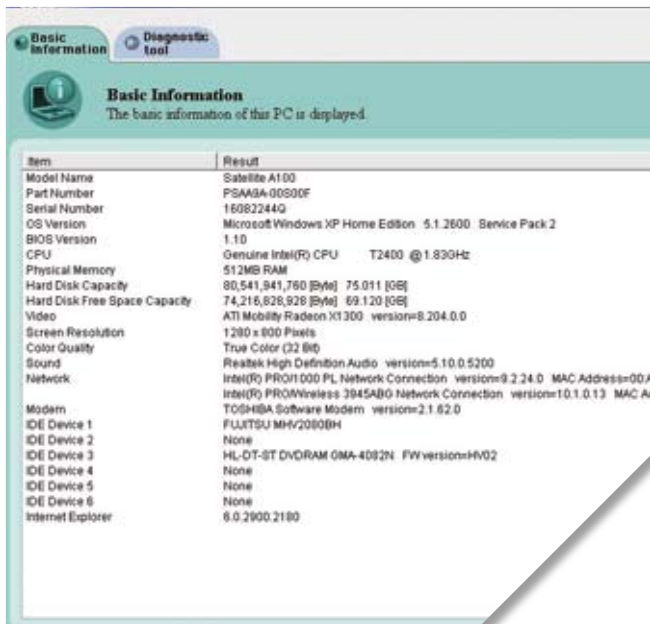 Basic
Information
Diagnostic
tool
Basic Information
The basic information of this PC is displayed.
Item Result
Model Name Satellite A100
Part Number PSAA9A-00S00F
Serial Number 16082244Q
OS Version Microsoft Windows XP Home Edition 5.1.2600 Service Pack 2
BIOS Version 1.10
CPU Genuine Intel(R) CPU T2400 @ 1.83GHz
Physical Memory 512MB RAM
Hard Disk Capacity 80,541,941,760 [Byte] 75.011 [GB]
Hard Disk Free Space Capacity 74,216,828,928 [Byte] 69.120 [GB]
Video ATI Mobility Radeon X1300 version=8.204.0.0
Screen Resolution 1280 x 800 Pixels
Color Quality True Color (32 Bit)
Sound Realtek High Definition Audio version=5.10.0.5200
Network Intel(R) PRO/1000 PL Network Connection version=9.2.24.0 MAC Address=00:A
Intel(R) PRO/Wireless 3945ABG Network Connection version=10.1.0.13 MAC A
Modem TOSHIBA Software Modem version=2.1.62.0
IDE Device 1 FUJITSU MHV2080BH
IDE Device 2 None
IDE Device 3 HL-DT-ST DVDRAM GMA-4082N FW version=HV02
IDE Device 4 None
IDE Device 5 None
IDE Device 6 None
Internet Explorer 6.0.2900.2180